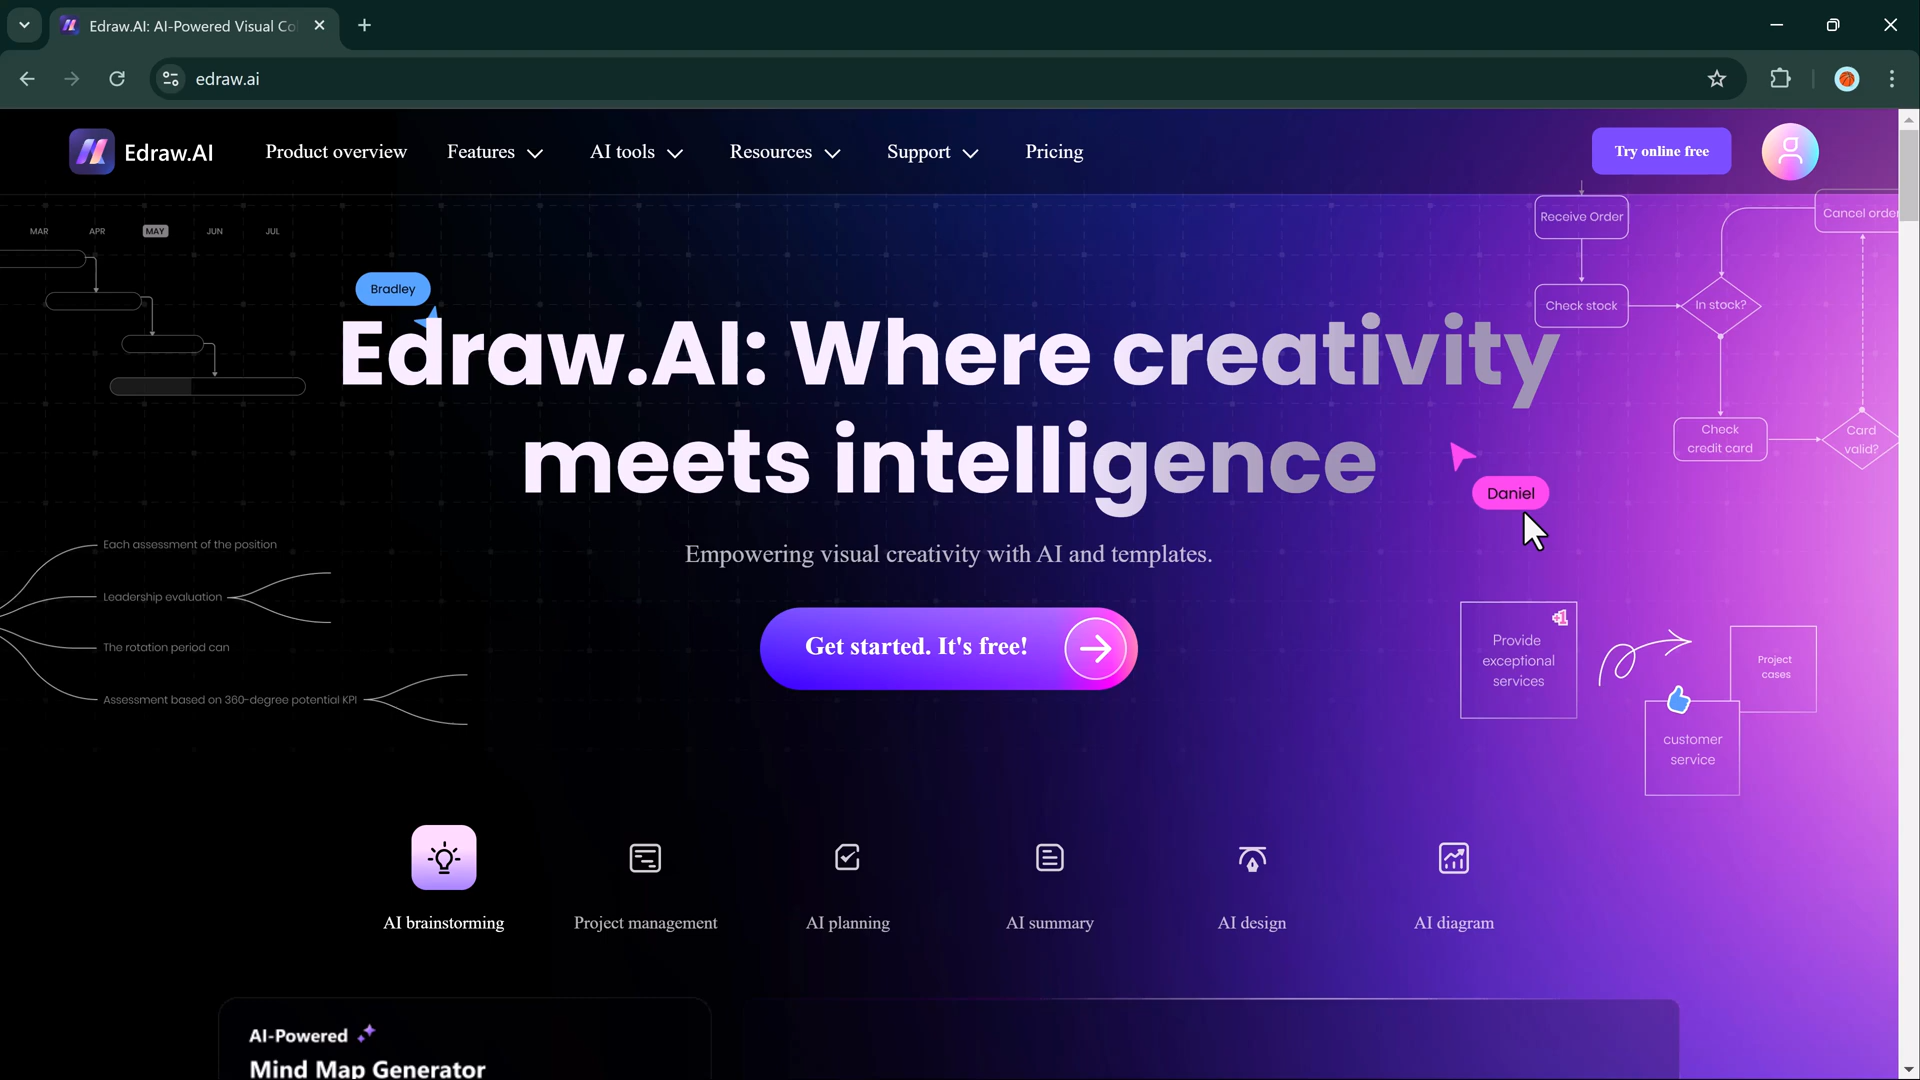 Edraw.AI: AI-Powered Visual Co
edraw.ai
Edraw.AI
Product overview
Features
AI tools
Resources
Support
Pricing
Try online free
MAR
APR
MAY
JUN
JUL
Receive Order
Cancel order
Bradley
Check stock
In stock?
Edraw.AI: Where creativity
meets intelligence
Check
credit card
Card
valid?
Daniel
Empowering visual creativity with AI and templates.
Each assessment of the position
Leadership evaluation
The rotation period can
Assessment based on 360-degree potential KPI
Get started. It's free!
+1
Provide
exceptional
services
Project
cases
customer
service
AI brainstorming
Project management
AI planning
AI summary
AI design
AI diagram
AI-Powered
Mind Map Generator